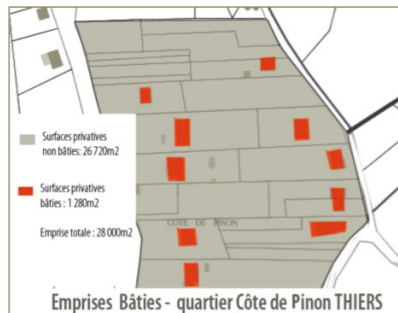 Surfaces privatives
non bâties: 26 720m2
Surfaces privatives
bâties : 1 280m2
COTE DE PINON
Emprise totale : 28 000m2
Emprises Bâties - quartier Côte de Pinon THIERS